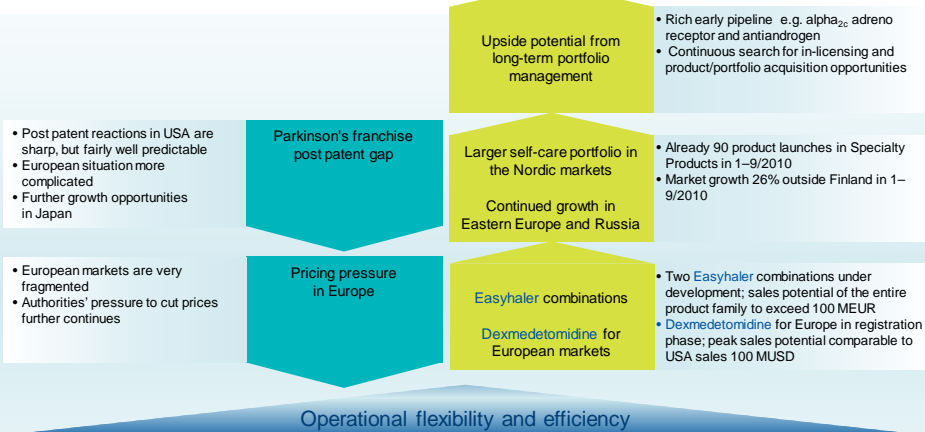 Upside potential from
long-term portfolio
management
• Rich early pipeline e.g. alpha2c adreno
receptor and antiandrogen
• Continuous search for in-licensing and
product/portfolio acquisition opportunities
• Post patent reactions in USA are
sharp, but fairly well predictable
• European situation more
complicated
• Further growth opportunities
in Japan
Parkinson's franchise
post patent gap
Larger self-care portfolio in
the Nordic markets
Continued growth in
Eastern Europe and Russia
• Already 90 product launches in Specialty
Products in 1–9/2010
• Market growth 26% outside Finland in 1–
9/2010
• European markets are very
fragmented
• Authorities' pressure to cut prices
further continues
Pricing pressure
in Europe
Easyhaler combinations
Dexmedetomidine for
European markets
• Two Easyhaler combinations under
development; sales potential of the entire
product family to exceed 100 MEUR
• Dexmedetomidine for Europe in registration
phase; peak sales potential comparable to
USA sales 100 MUSD
Operational flexibility and efficiency